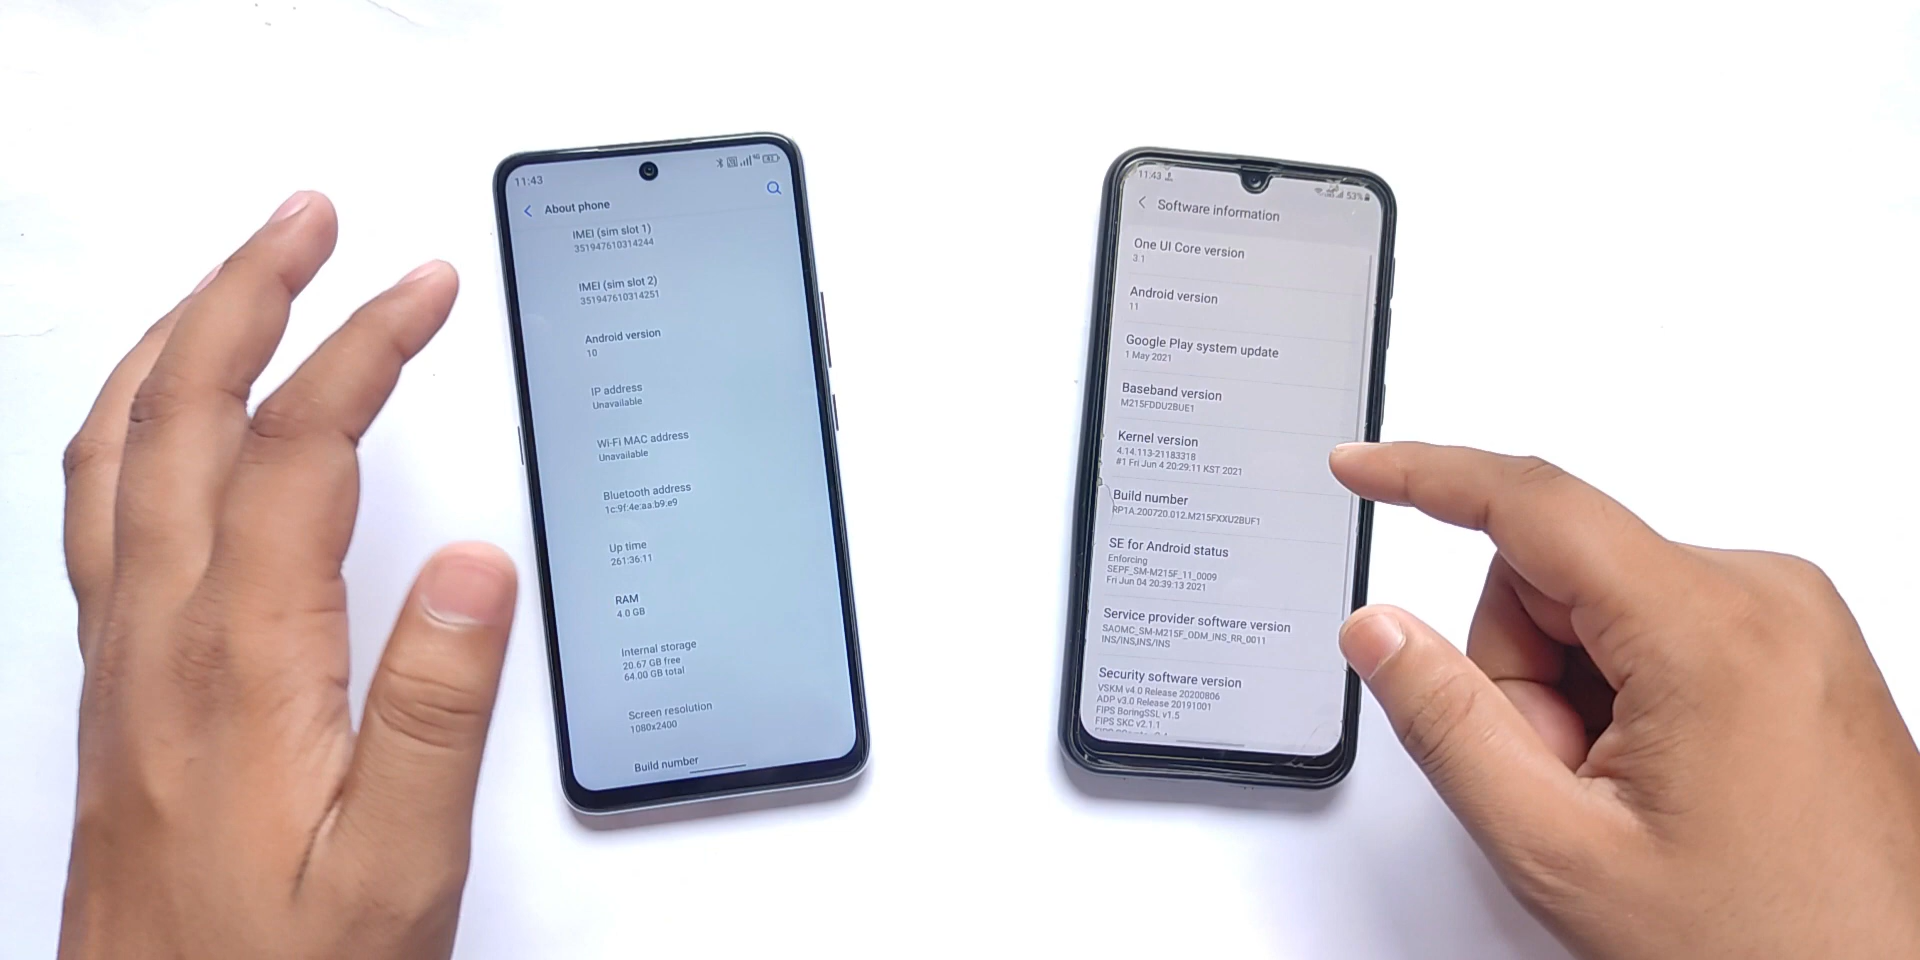 11:43
About phone
IMEI (sim slot 1)
351947610314244
IMEI (sim slot 2)
351947610314251
Android version
10
IP address
Unavailable
Wi-Fi MAC address
Unavailable
Bluetooth address
1c:9f:4e:aa:b9:e9
Up time
261:36:11
RAM
4.0 GB
Internal storage
20.67 GB free
64.00 GB total
Screen resolution
1080x2400
Build number
11:43
53%
Software information
One UI Core version
3.1
Android version
11
Google Play system update
1 May 2021
Baseband version
M215FDDU2BUE1
Kernel version
4.14.113-21183318
#1 Fri Jun 4 20:29:11 KST 2021
Build number
RP1A.200720.012.M215FXXU2BUF1
SE for Android status
Enforcing
SEPF_SM-M215F_11_0009
Fri Jun 04 20:39:13 2021
Service provider software version
SAOMC_SM-M215F_ODM_INS_RR_0011
INS/INS,INS/INS
Security software version
VSKM v4.0 Release 20200806
ADP v3.0 Release 20191001
FIPS BoringSSL v1.5
FIPS SKC v2.1.1